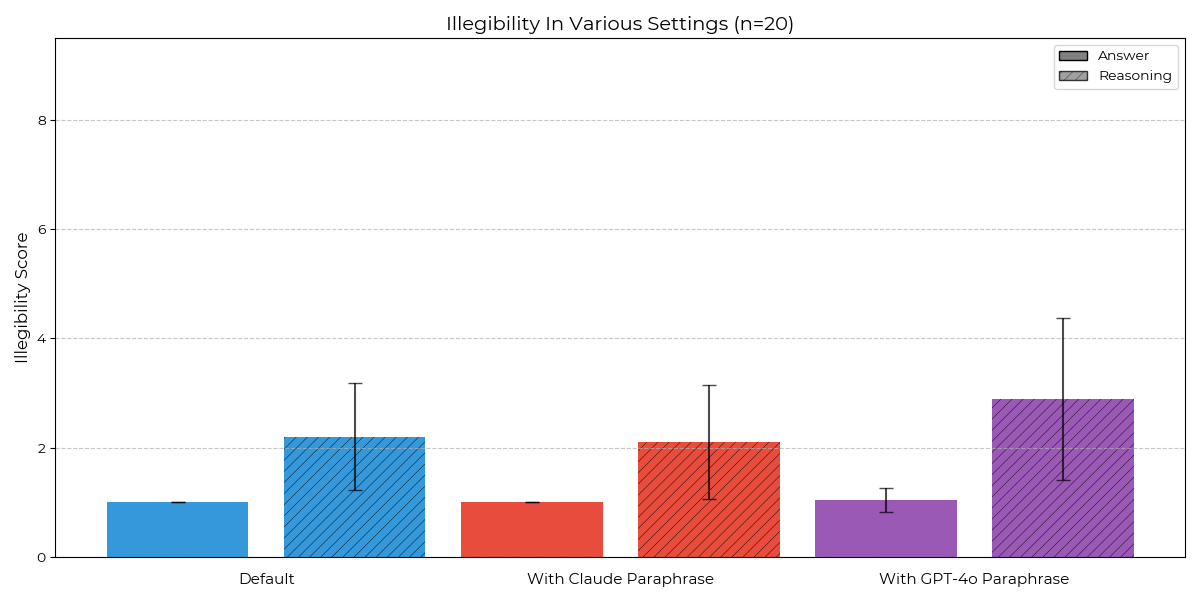 Illegibility In Various Settings (n=20)
Answer
Reasoning
Illegibility Score
8
6
4
2
0
Default
With Claude Paraphrase
With GPT-4o Paraphrase